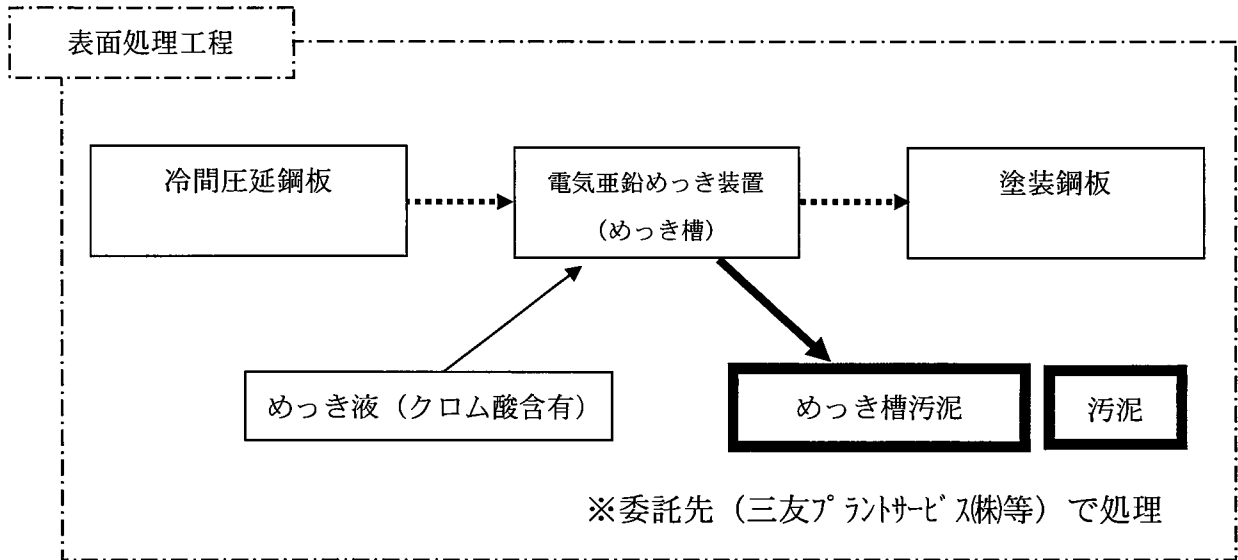 表面処理工程
冷間圧延鋼板
電気亜鉛めっき装置
(めっき槽)
塗装鋼板
めっき液(クロム酸含有)
めっき槽汚泥
汚泥
※委託先(三友プラントサービス㈱等)で処理